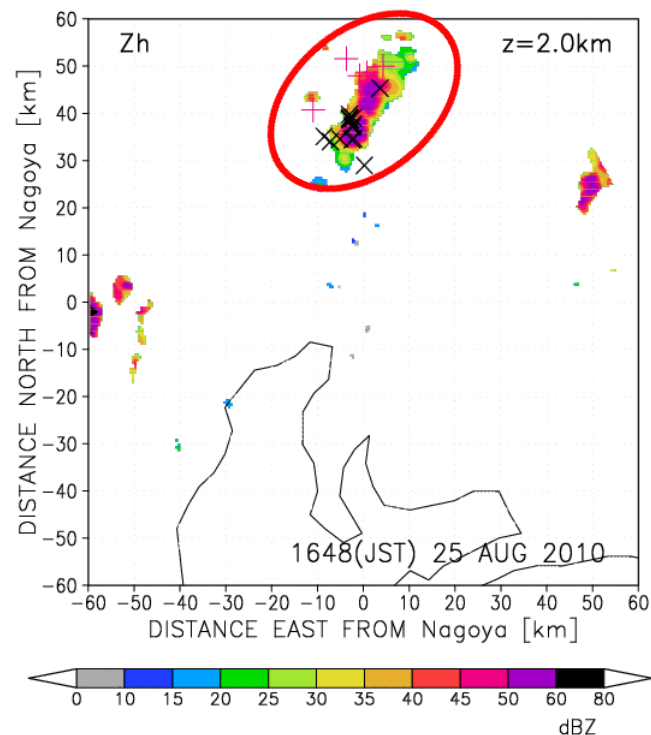 Zh
z=2.0km
60
50
40
30
20
10
0
−10
−20
−30
−40
−50
−60
DISTANCE NORTH FROM Nagoya [km]
1648(JST) 25 AUG 2010
−60 −50 −40 −30 −20 −10 0 10 20 30 40 50 60
DISTANCE EAST FROM Nagoya [km]
0 10 15 20 25 30 35 40 45 50 60 80
dBZ